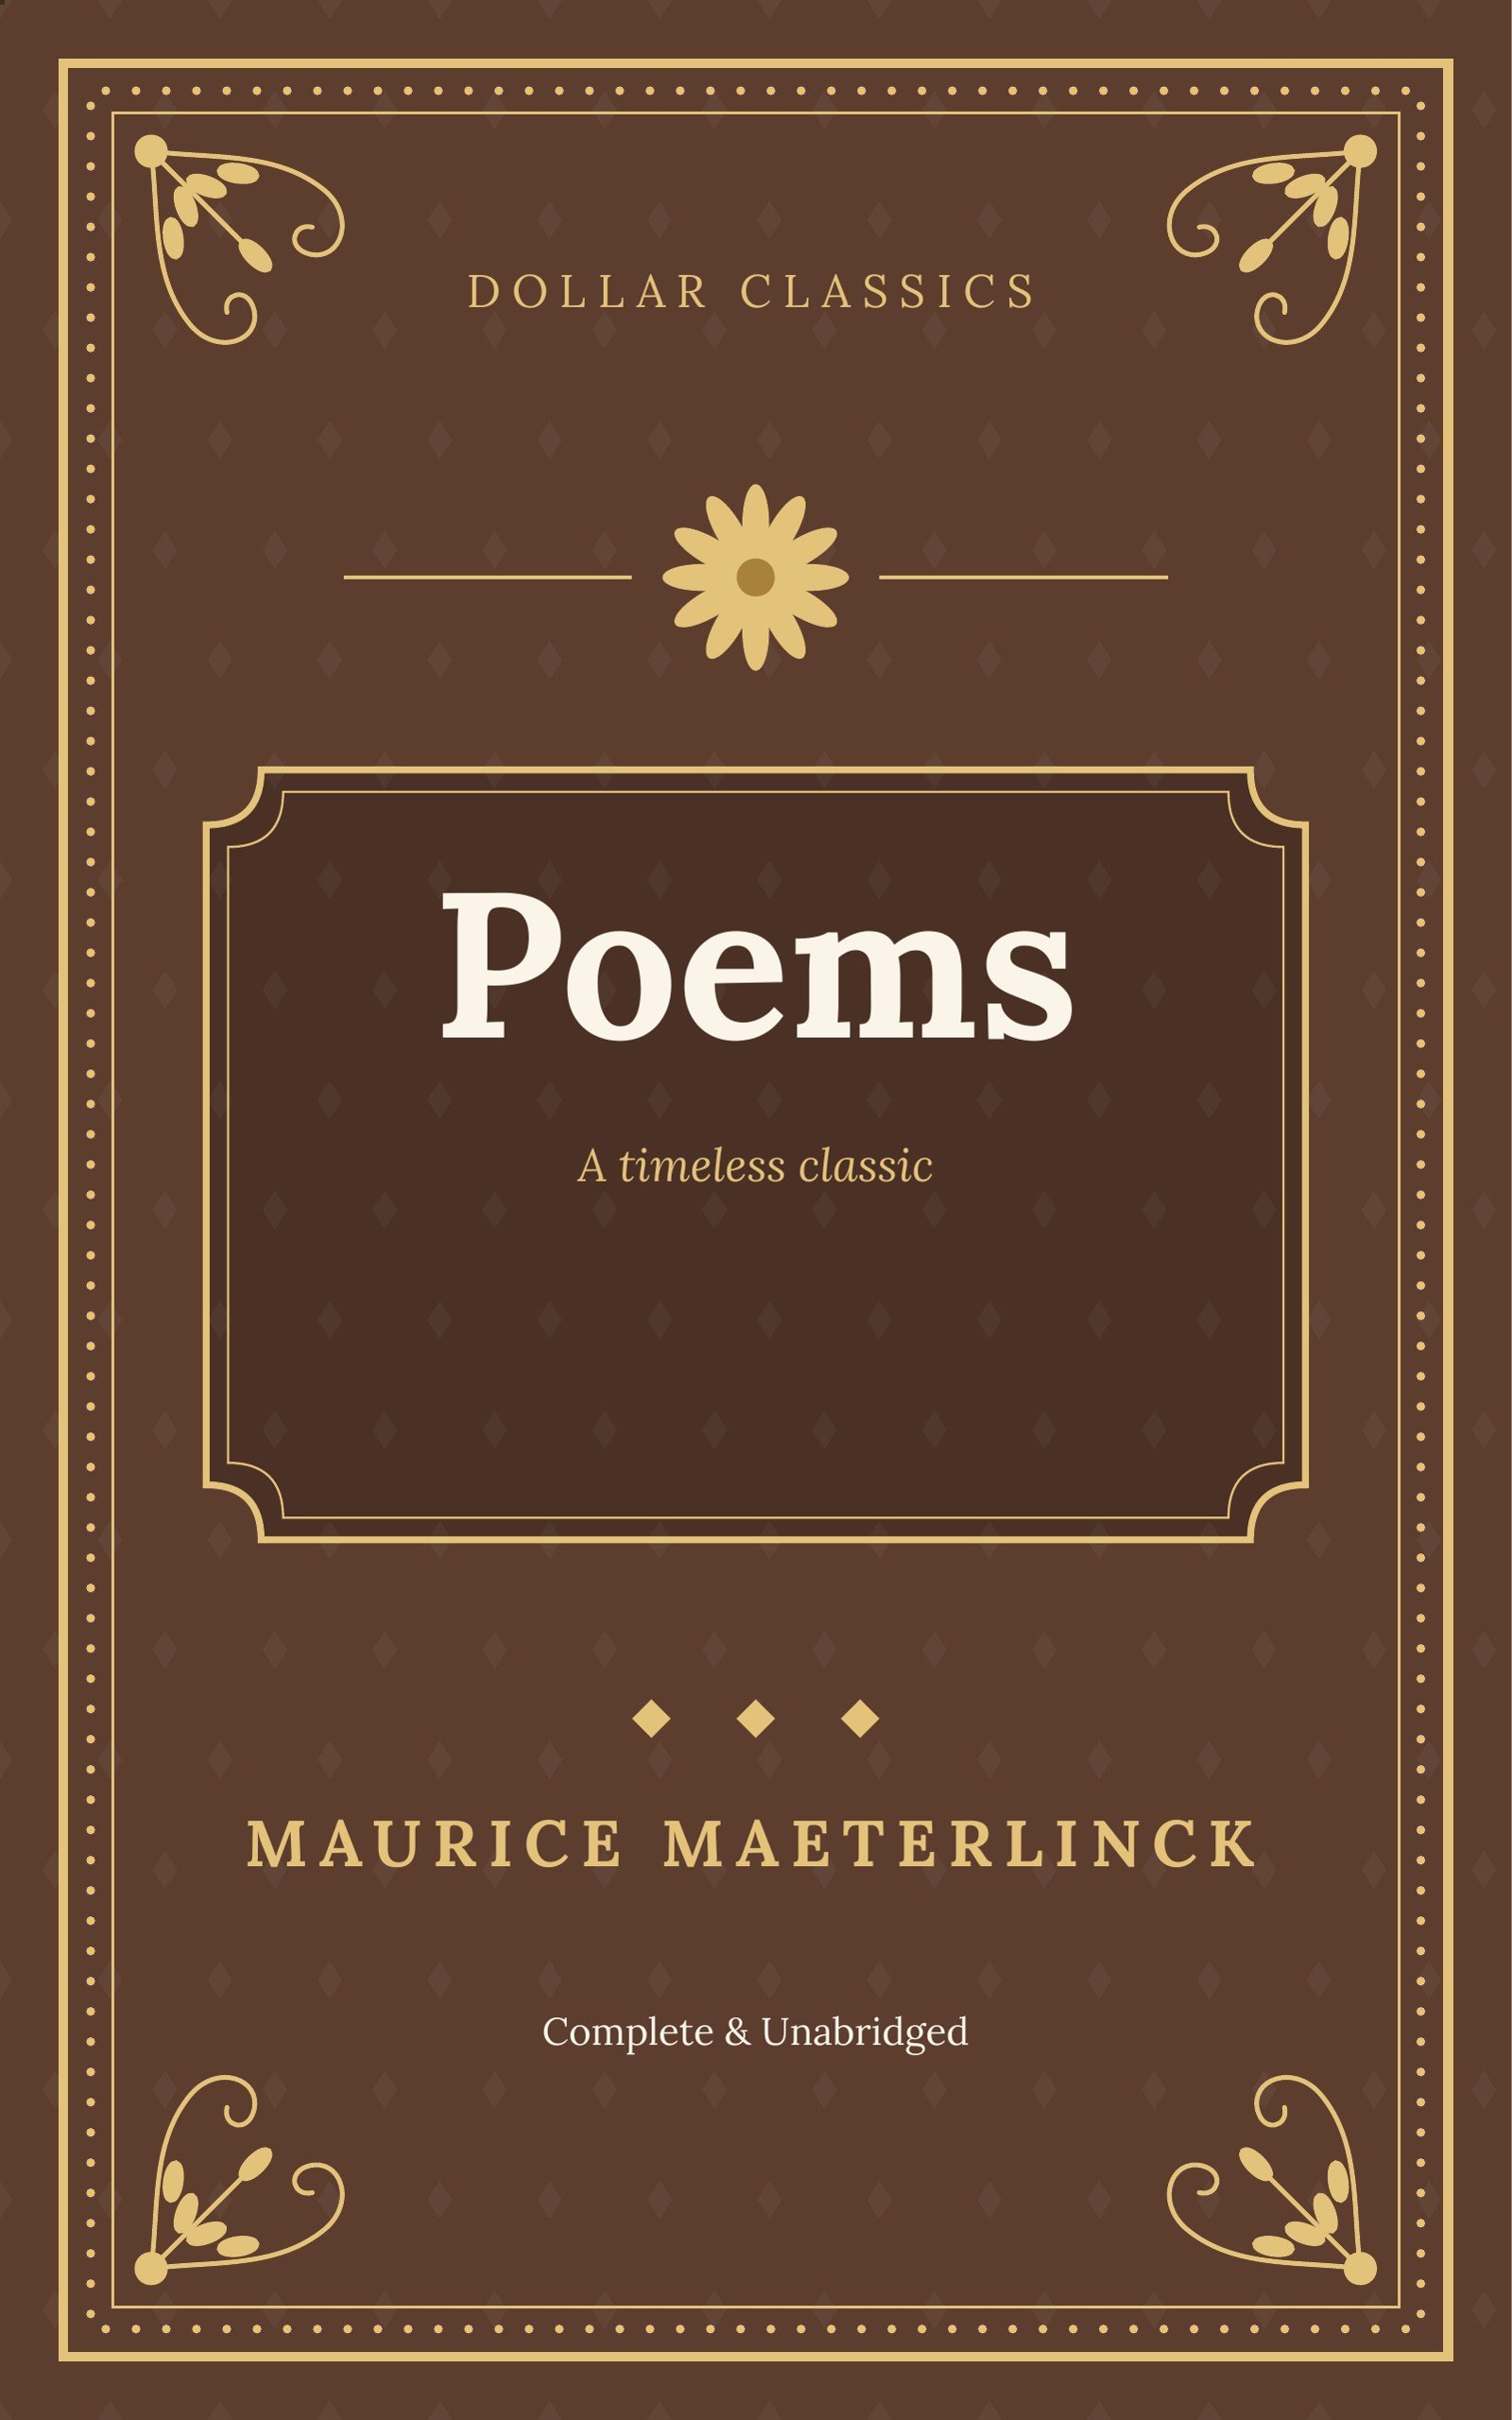 DOLLAR CLASSICS
Poems
A timeless classic
MAURICE MAETERLINCK
Complete & Unabridged